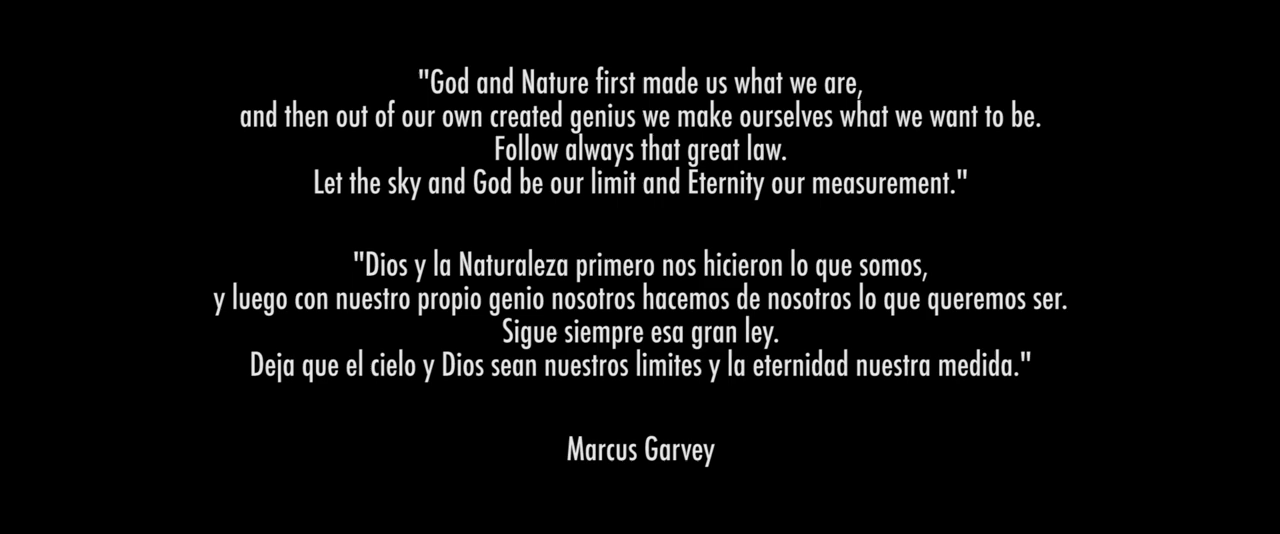 "God and Nature first made us what we are,
and then out of our own created genius we make ourselves what we want to be.
Follow always that great law.
Let the sky and God be our limit and Eternity our measurement."
"Dios y la Naturaleza primero nos hicieron lo que somos,
y luego con nuestro propio genio nosotros hacemos de nosotros lo que queremos ser.
Sigue siempre esa gran ley.
Deja que el cielo y Dios sean nuestros limites y la eternidad nuestra medida."
Marcus Garvey